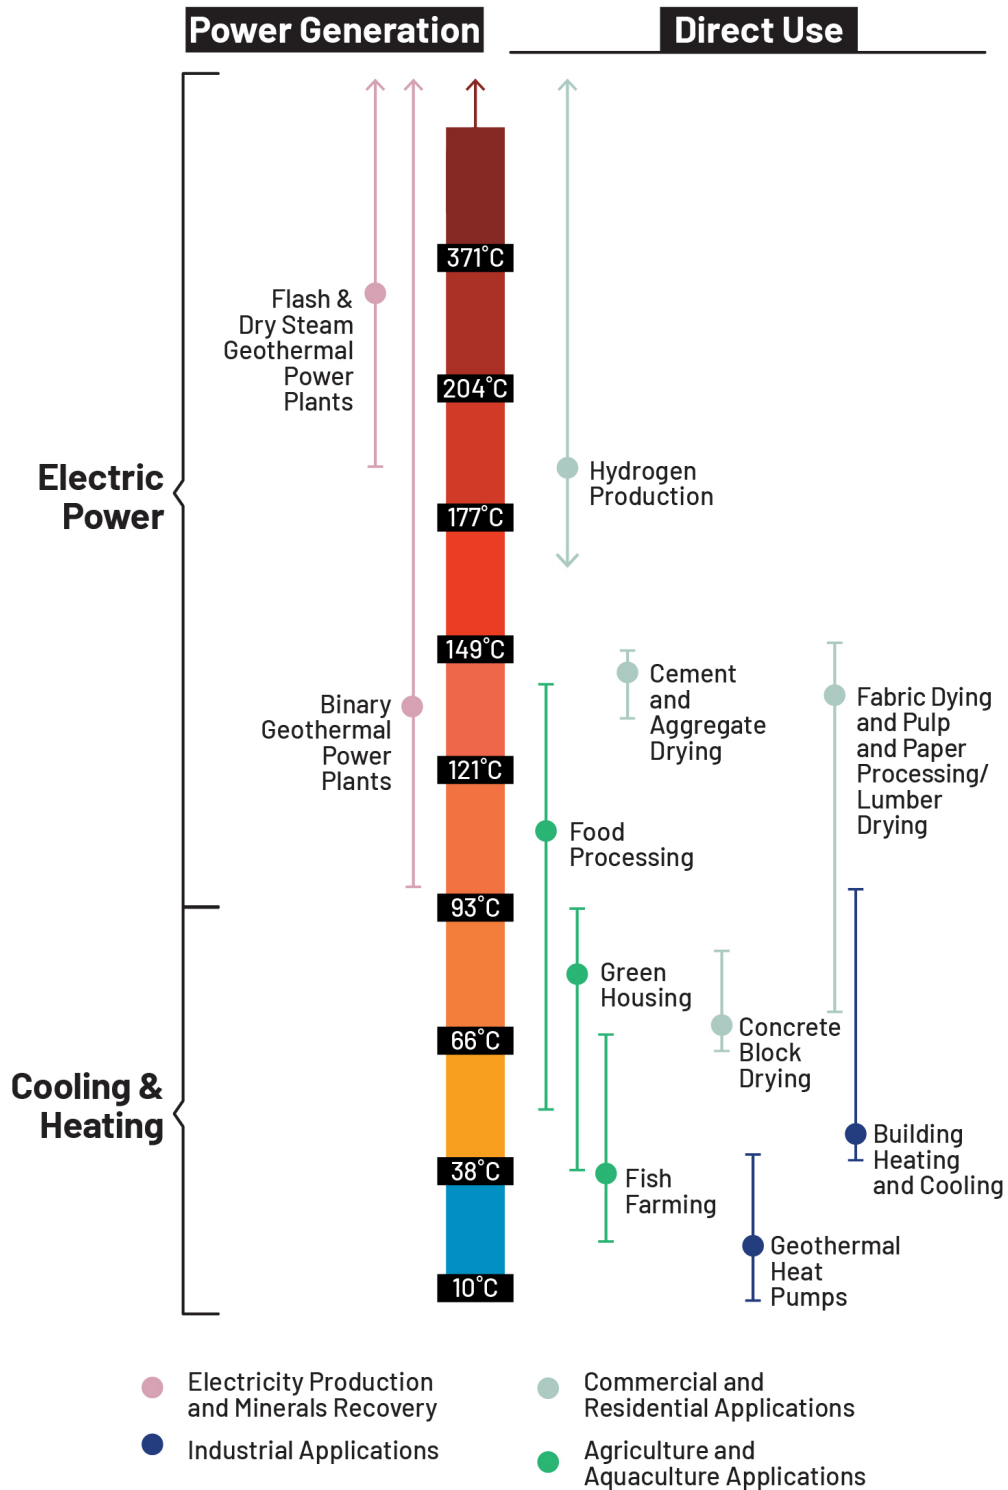 Power Generation
Direct Use
371°C
Flash &
Dry Steam
Geothermal
Power
Plants
204°C
Electric
Power
Hydrogen
Production
177°C
149°C
Cement
and
Aggregate
Drying
Fabric Dying
and Pulp
and Paper
Processing/
Lumber
Drying
Binary
Geothermal
Power
Plants
121°C
Food
Processing
93°C
Green
Housing
Concrete
Block
Drying
66°C
Cooling &
Heating
Building
Heating
and Cooling
38°C
Fish
Farming
Geothermal
Heat
Pumps
10°C
Electricity Production
and Minerals Recovery
Industrial Applications
Commercial and
Residential Applications
Agriculture and
Aquaculture Applications